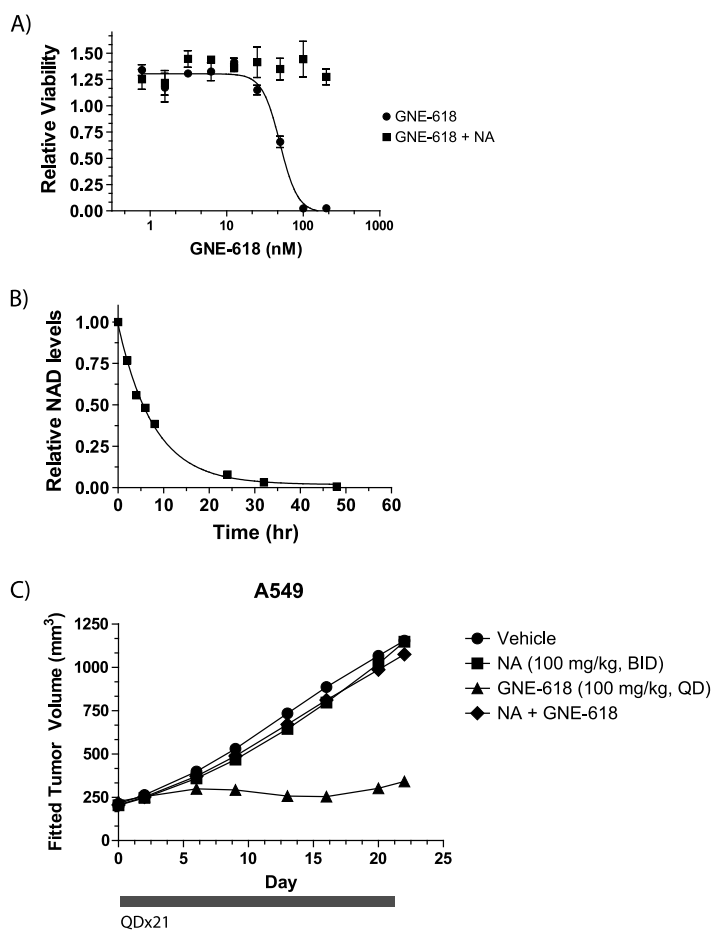 A)
Relative Viability
1.50
1.25
1.00
0.75
0.50
0.25
0.00
1 10 100 1000
GNE-618 (nM)
GNE-618
GNE-618 + NA
B)
Relative NAD levels
1.00
0.75
0.50
0.25
0.00
0 10 20 30 40 50 60
Time (hr)
C)
A549
Fitted Tumor Volume (mm³)
1250
1000
750
500
250
0
0 5 10 15 20 25
Day
QDx21
Vehicle
NA (100 mg/kg, BID)
GNE-618 (100 mg/kg, QD)
NA + GNE-618